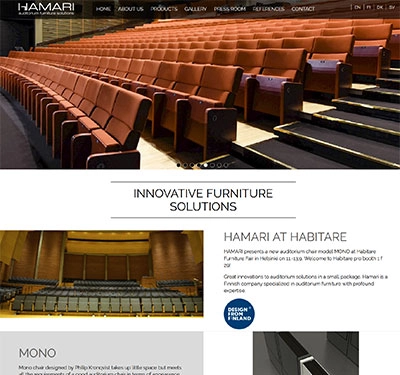 HAMARI
auditorium furniture solutions
HOME ABOUT US PRODUCTS GALLERY PRESS ROOM REFERENCES CONTACT
| EN | FI | DK | SV
INNOVATIVE FURNITURE
SOLUTIONS
HAMARI AT HABITARE
HAMARI presents a new auditorium chair model MONO at Habitare
Furniture Fair in Helsinki on 11.-13.9. Welcome to Habitare pro booth 1 f
29!
Great innovations to auditorium solutions in a small package. Hamari is a
Finnish company specialized in auditorium furniture with profound
expertise.
DESIGN
FROM
FINLAND
MONO
Mono chair designed by Philip Kronqvist takes up little space but meets
all the requirements of a good auditorium chair in terms of ergonomics,